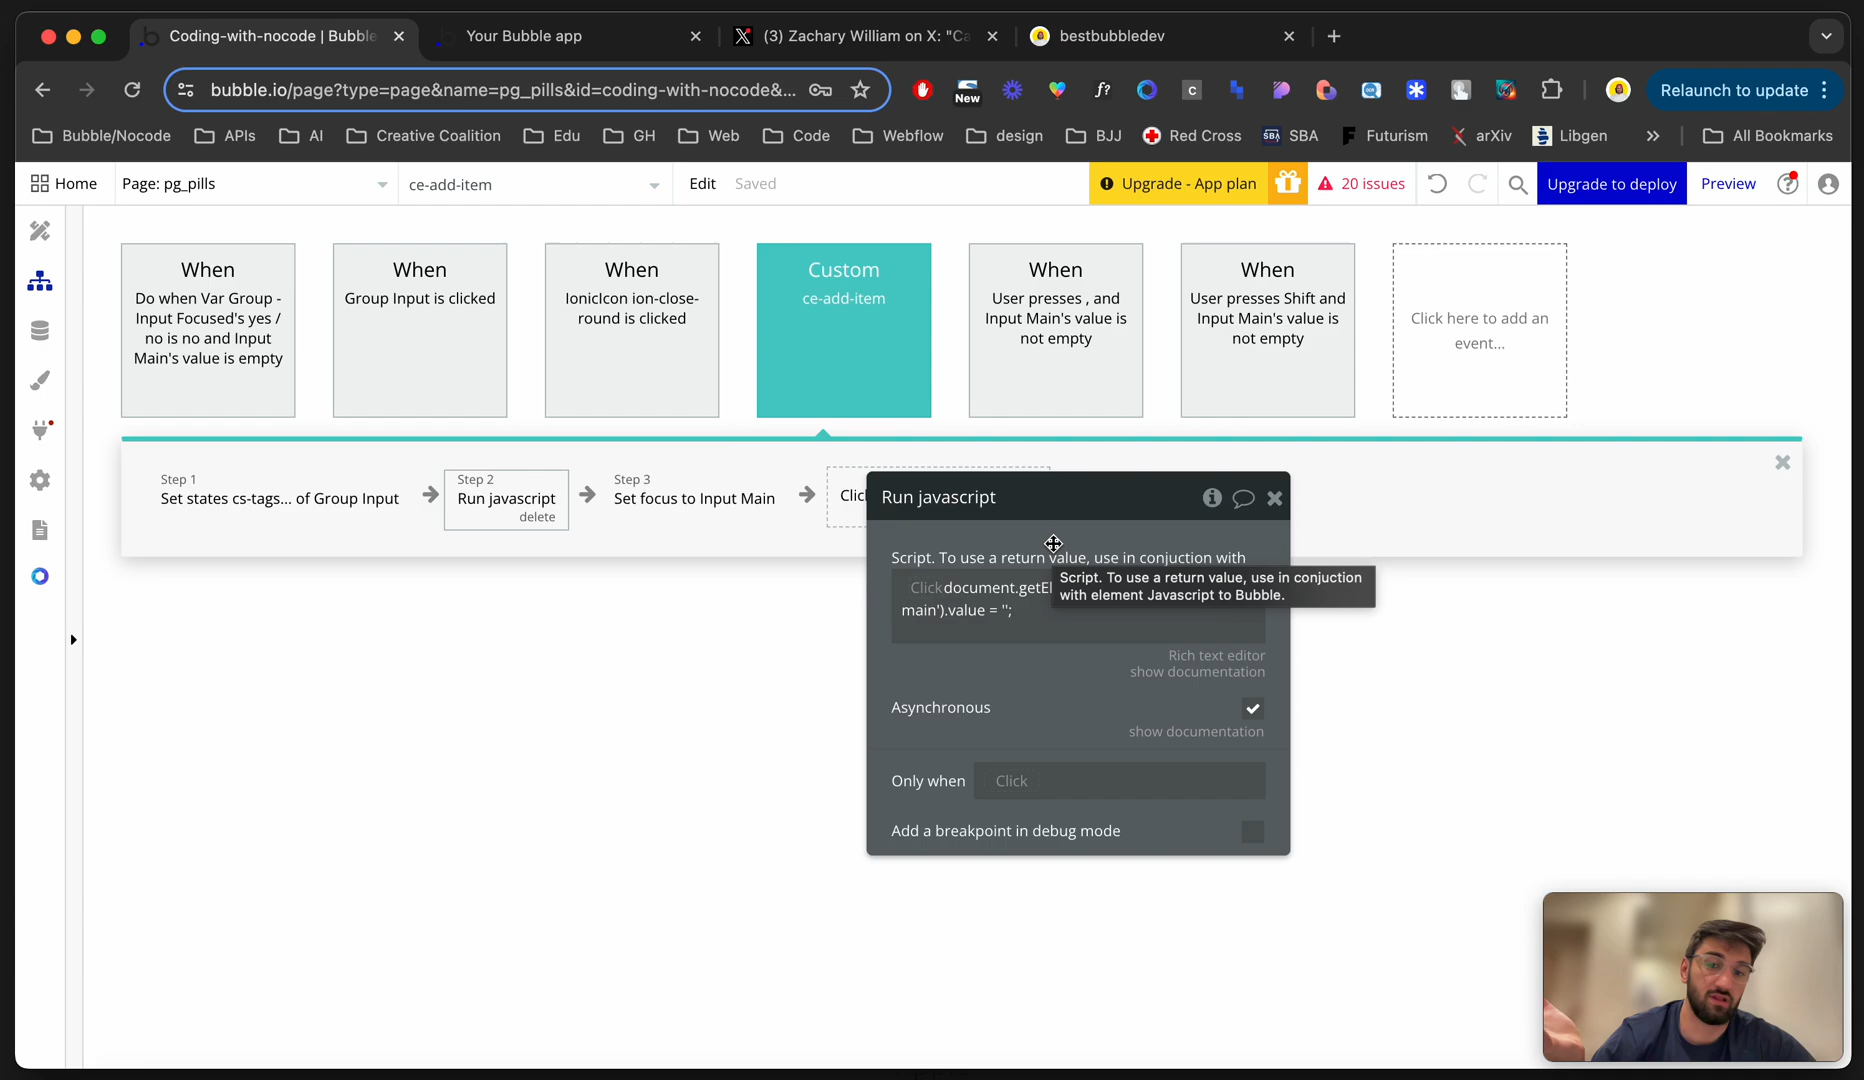 Coding-with-nocode | Bubble
Your Bubble app
(3) Zachary William on X: "Ca
bestbubbledev
bubble.io/page?type=page&name=pg_pills&id=coding-with-nocode&...
New
f?
C
Relaunch to update
Bubble/Nocode
APIs
AI
Creative Coalition
Edu
GH
Web
Code
Webflow
design
BJJ
Red Cross
SBA
SBA
Futurism
arXiv
Libgen
All Bookmarks
Home
Page: pg_pills
ce-add-item
Edit
Saved
Upgrade - App plan
20 issues
Upgrade to deploy
Preview
When
Do when Var Group -
Input Focused's yes /
no is no and Input
Main's value is empty
When
Group Input is clicked
When
IonicIcon ion-close-
round is clicked
Custom
ce-add-item
When
User presses , and
Input Main's value is
not empty
When
User presses Shift and
Input Main's value is
not empty
Click here to add an
event...
Step 1
Set states cs-tags... of Group Input
Step 2
Run javascript
delete
Step 3
Set focus to Input Main
Clic
Run javascript
Script. To use a return value, use in conjuction with
Click document.getEl
main').value = '';
Script. To use a return value, use in conjuction
with element Javascript to Bubble.
Rich text editor
show documentation
Asynchronous
show documentation
Only when
Click
Add a breakpoint in debug mode